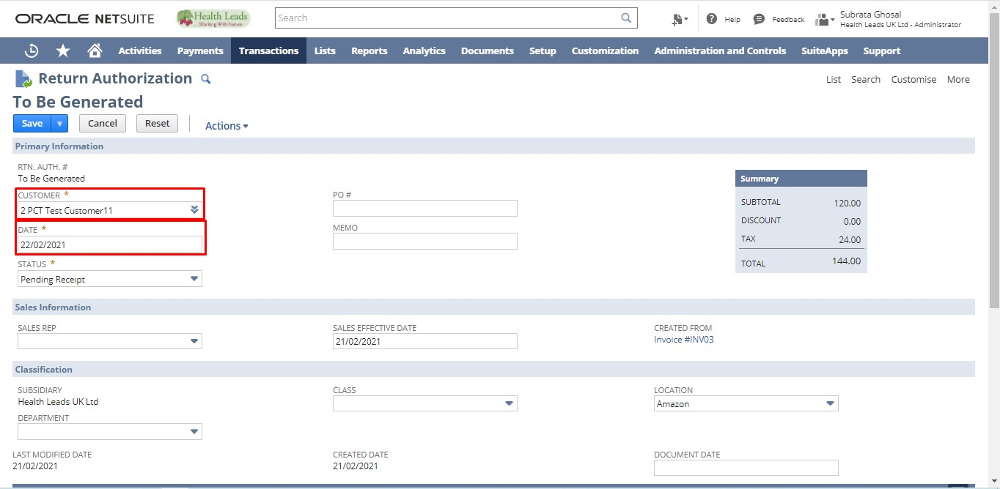 ORACLE NETSUITE
Health Leads
Working With Nature
Search
Help
Feedback
Subrata Ghosal
Health Leads UK Ltd - Administrator
Activities Payments Transactions Lists Reports Analytics Documents Setup Customization Administration and Controls SuiteApps Support
Return Authorization
List Search Customise More
To Be Generated
Save Cancel Reset Actions
Primary Information
RTN. AUTH. #
To Be Generated
CUSTOMER *
2 PCT Test Customer11
DATE *
22/02/2021
STATUS *
Pending Receipt
PO #
MEMO
Summary
SUBTOTAL 120.00
DISCOUNT 0.00
TAX 24.00
TOTAL 144.00
Sales Information
SALES REP
SALES EFFECTIVE DATE
21/02/2021
CREATED FROM
Invoice #INV03
Classification
SUBSIDIARY
Health Leads UK Ltd
DEPARTMENT
CLASS
LOCATION
Amazon
LAST MODIFIED DATE
21/02/2021
CREATED DATE
21/02/2021
DOCUMENT DATE